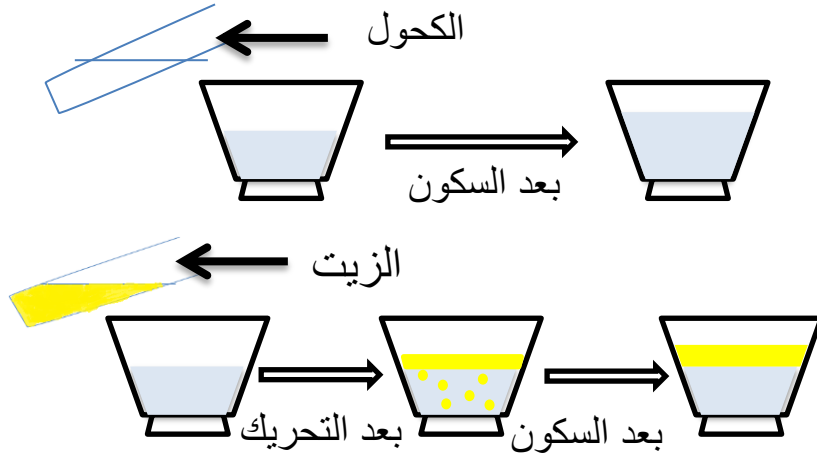 الكحول
بعد السكون
الزيت
بعد التحريك
بعد السكون